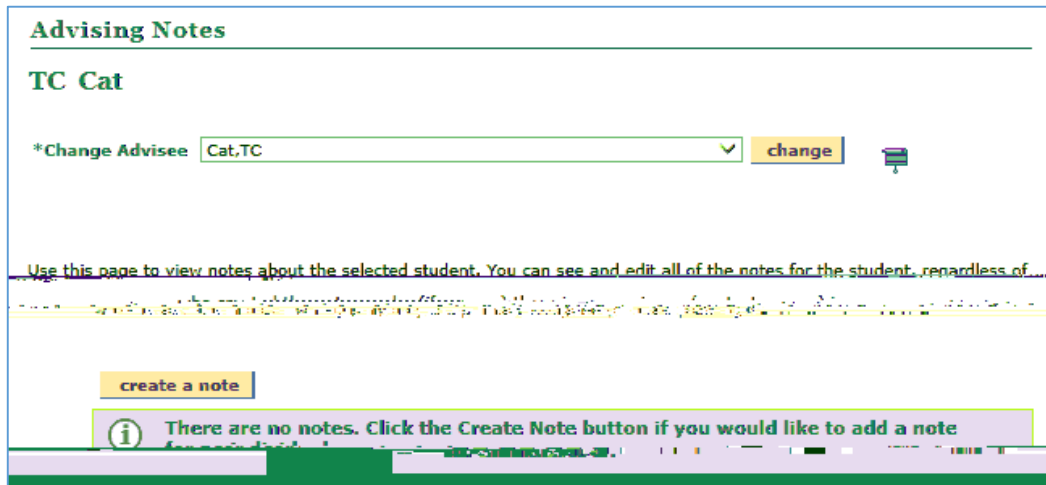 Advising Notes
TC Cat
*Change Advisee Cat,TC change
Use this page to view notes about the selected student. You can see and edit all of the notes for the student, regardless of
create a note
There are no notes. Click the Create Note button if you would like to add a note